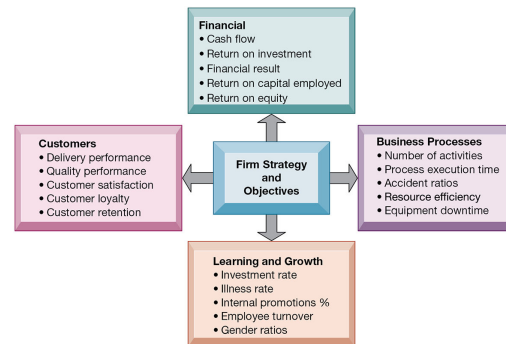 Financial
• Cash flow
• Return on investment
• Financial result
• Return on capital employed
• Return on equity
Customers
• Delivery performance
• Quality performance
• Customer satisfaction
• Customer loyalty
• Customer retention
Firm Strategy
and
Objectives
Business Processes
• Number of activities
• Process execution time
• Accident ratios
• Resource efficiency
• Equipment downtime
Learning and Growth
• Investment rate
• Illness rate
• Internal promotions %
• Employee turnover
• Gender ratios